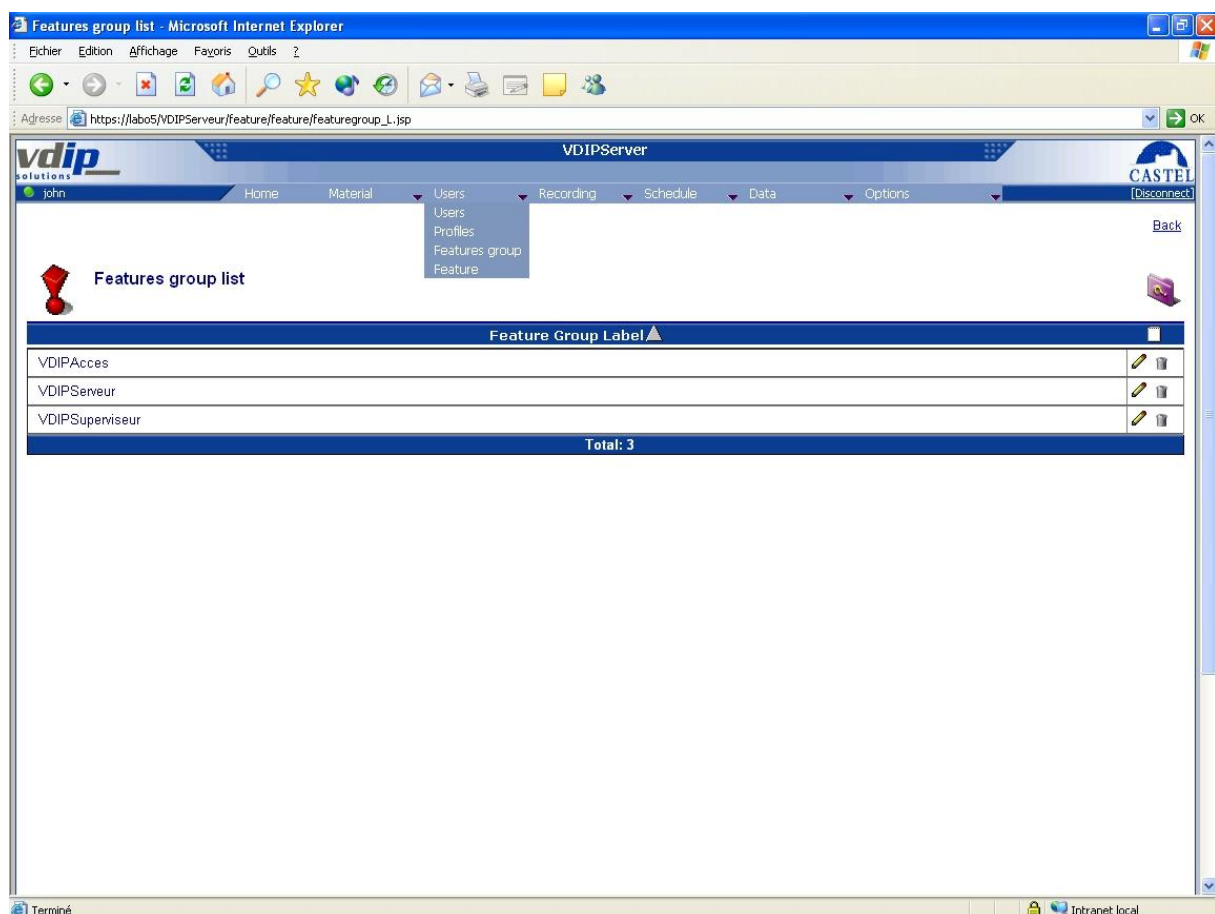 Features group list - Microsoft Internet Explorer
Fichier Edition Affichage Favoris Outils ?
Adresse https://labo5/VDIPServeur/feature/feature/featuregroup_L.jsp OK
vdip solutions VDIPServer CASTEL
john Home Material Users Recording Schedule Data Options [Disconnect]
Users
Profiles
Features group
Feature
Back
Features group list
Feature Group Label
VDIPAcces
VDIPServeur
VDIPSuperviseur
Total: 3
Terminé Intranet local